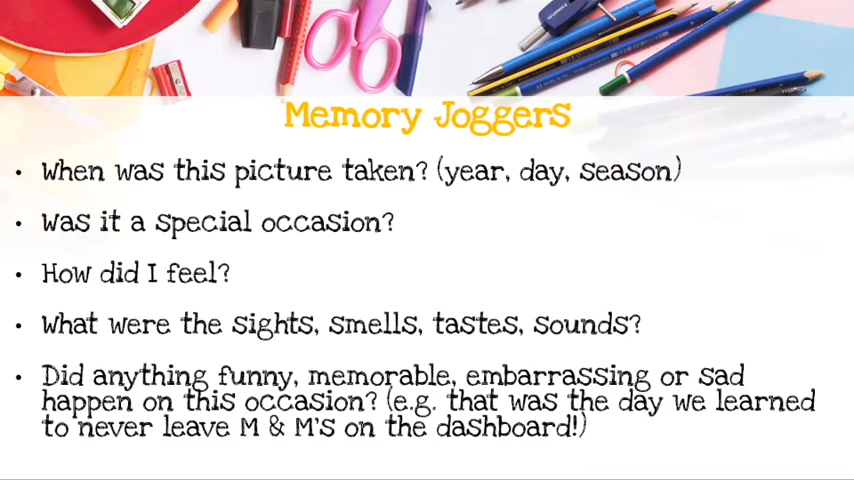 Memory Joggers
• When was this picture taken? (year, day, season)
• Was it a special occasion?
• How did I feel?
• What were the sights, smells, tastes, sounds?
• Did anything funny, memorable, embarrassing or sad
happen on this occasion? (e.g. that was the day we learned
to never leave M & M's on the dashboard!)